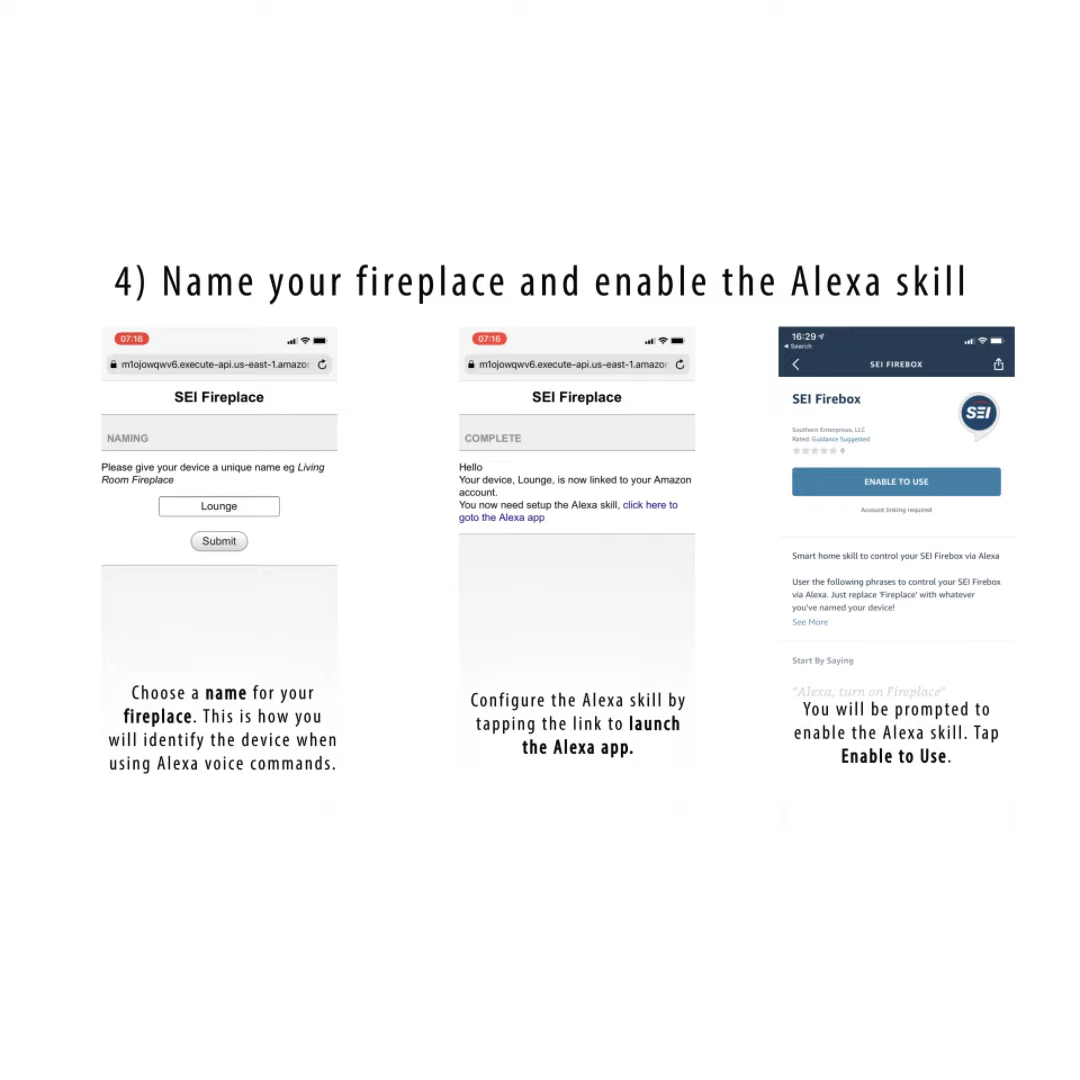 4) Name your fireplace and enable the Alexa skill
07:16
m1ojowqwv6.execute-api.us-east-1.amazor
SEI Fireplace
NAMING
Please give your device a unique name eg Living
Room Fireplace
Lounge
Submit
Choose a name for your
fireplace. This is how you
will identify the device when
using Alexa voice commands.
07:16
m1ojowqwv6.execute-api.us-east-1.amazor
SEI Fireplace
COMPLETE
Hello
Your device, Lounge, is now linked to your Amazon
account.
You now need setup the Alexa skill, click here to
goto the Alexa app
Configure the Alexa skill by
tapping the link to launch
the Alexa app.
16:29
Search
SEI FIREBOX
SEI Firebox
SEI
Southern Enterprises, LLC
Rated: Guidance Suggested
0
ENABLE TO USE
Account linking required
Smart home skill to control your SEI Firebox via Alexa
User the following phrases to control your SEI Firebox
via Alexa. Just replace 'Fireplace' with whatever
you've named your device!
See More
Start By Saying
"Alexa, turn on Fireplace"
You will be prompted to
enable the Alexa skill. Tap
Enable to Use.